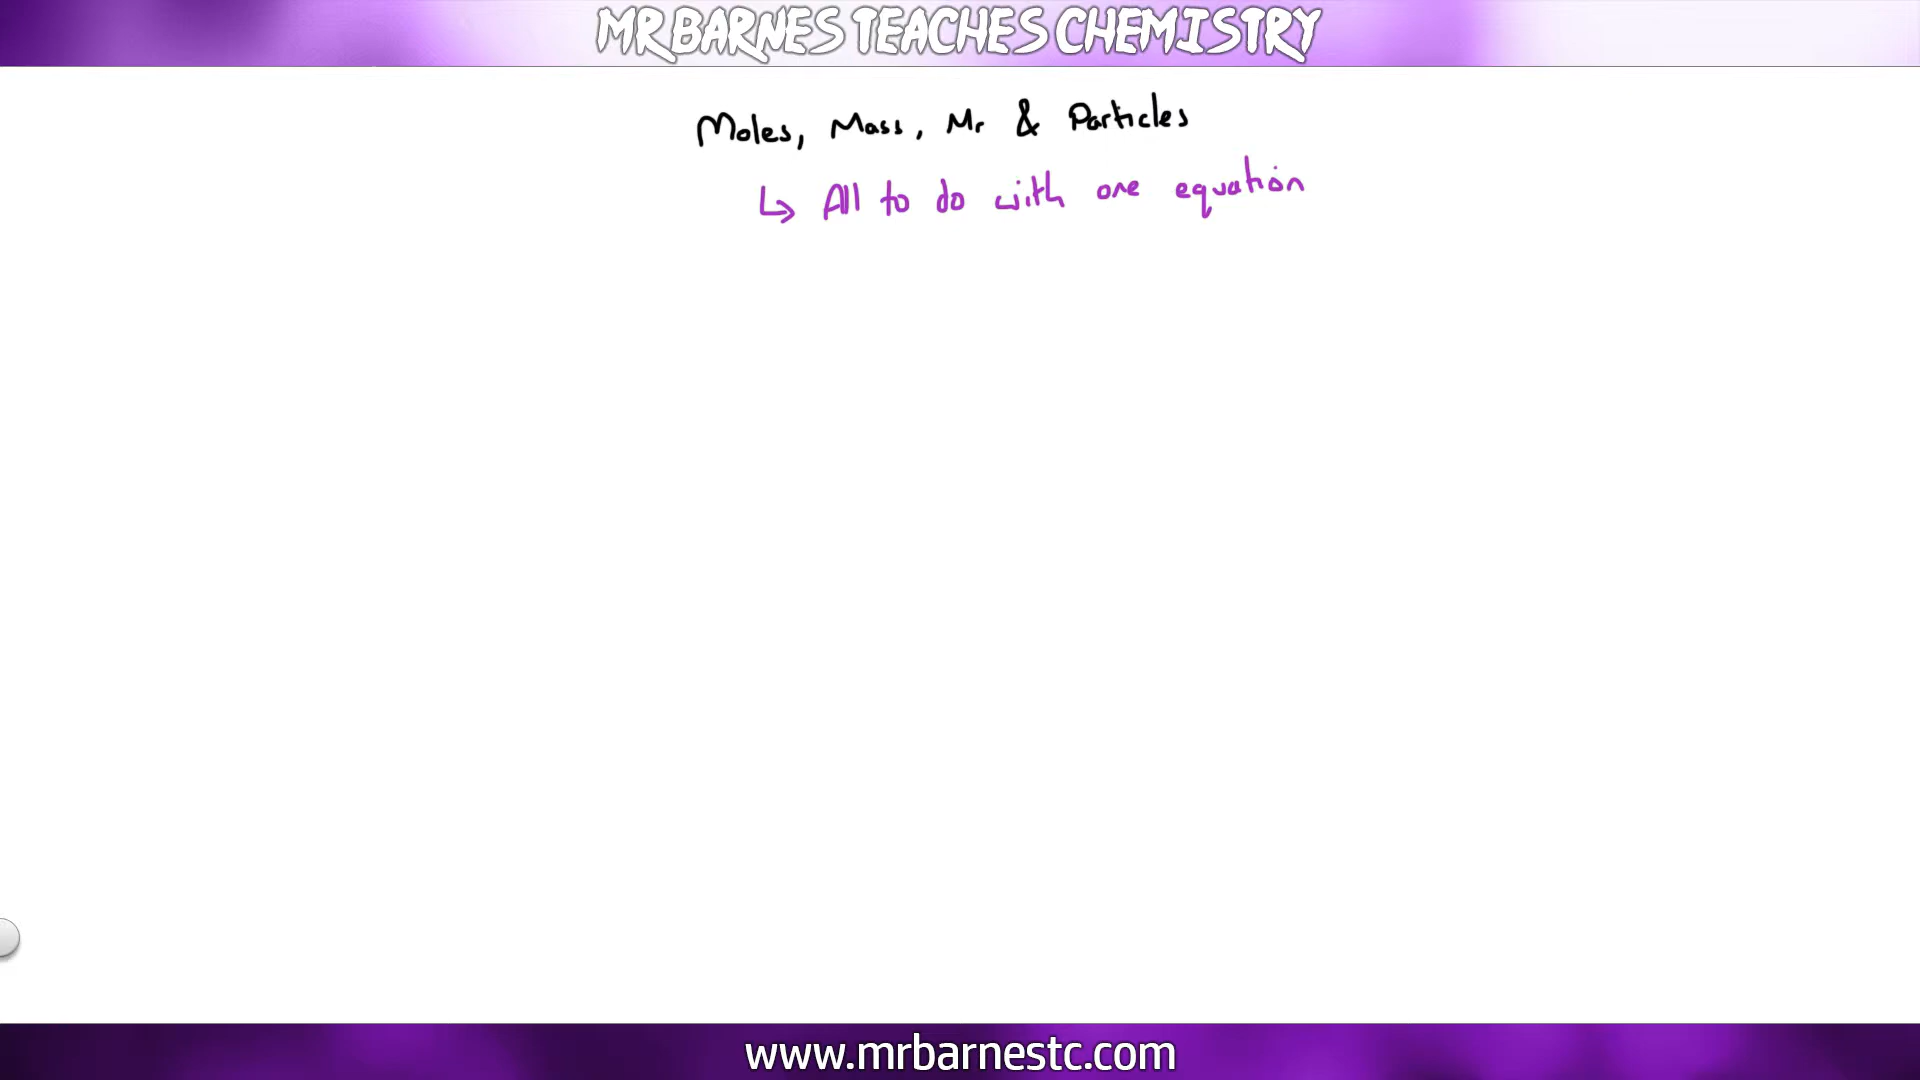 MR BARNES TEACHES CHEMISTRY
Moles, Mass, Mr & Particles
↳ All to do with one equation
www.mrbarnestc.com